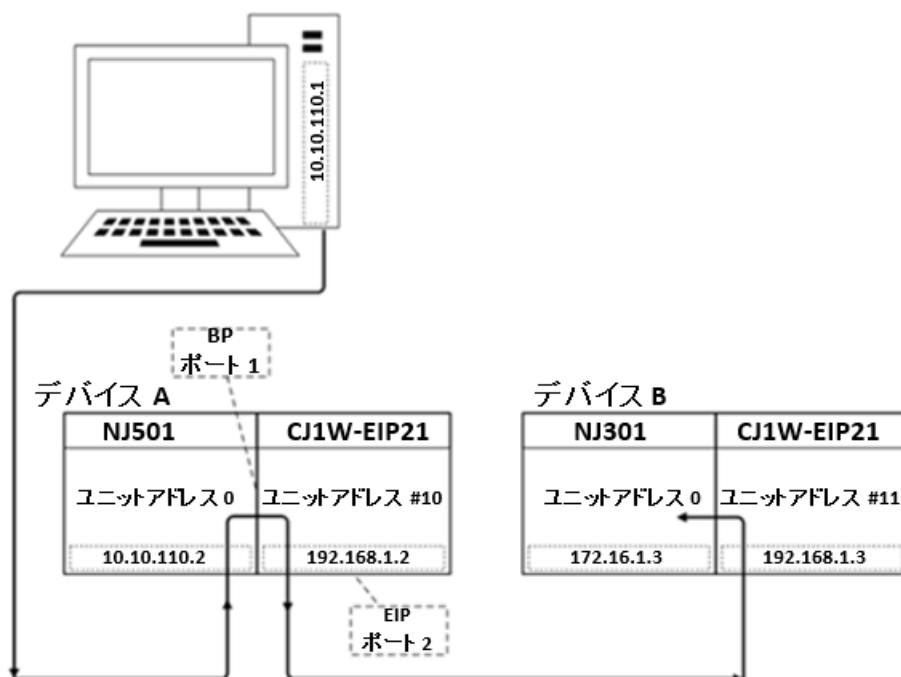 10.10.110.1
BP
ポート 1
デバイス A
デバイス B
NJ501
CJ1W-EIP21
NJ301
CJ1W-EIP21
ユニットアドレス 0
ユニットアドレス #10
ユニットアドレス 0
ユニットアドレス #11
10.10.110.2
192.168.1.2
172.16.1.3
192.168.1.3
EIP
ポート 2